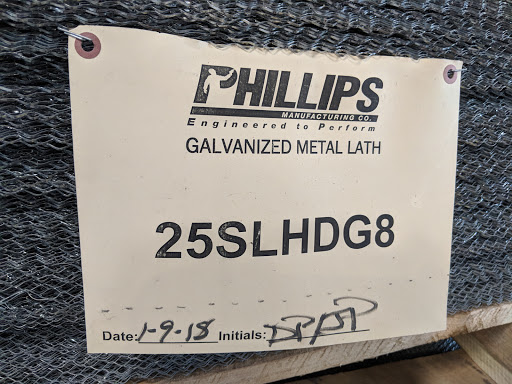 PHILLIPS
MANUFACTURING CO.
Engineered to Perform
GALVANIZED METAL LATH
25SLHDG8
Date: 1-9-18 Initials: